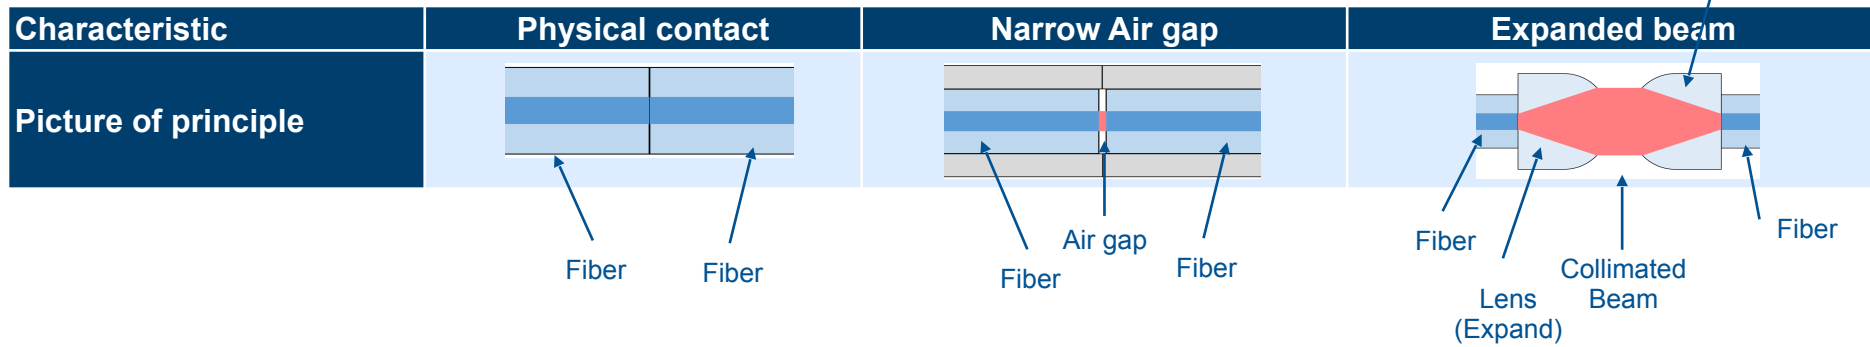 Characteristic
Physical contact
Narrow Air gap
Expanded beam
Picture of principle
Fiber
Fiber
Fiber
Air gap
Fiber
Fiber
Lens
(Expand)
Collimated
Beam
Fiber